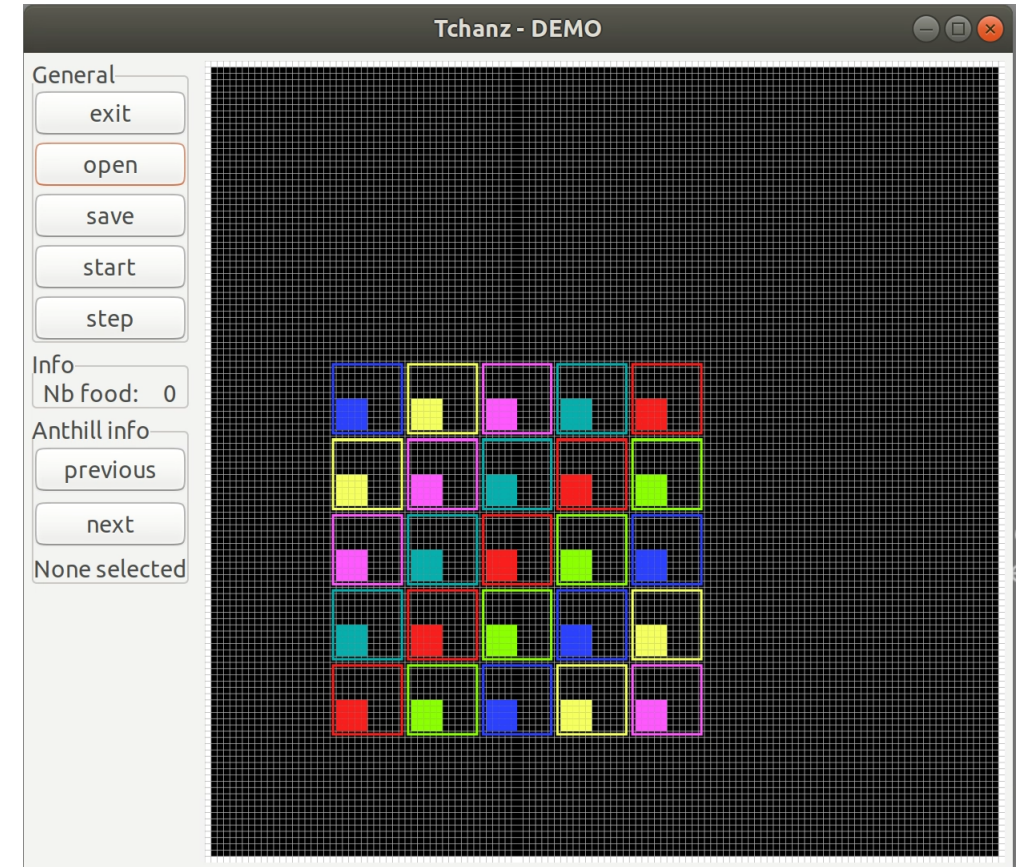 Tchanz - DEMO
General
exit
open
save
start
step
Info
Nb food: 0
Anthill info
previous
next
None selected